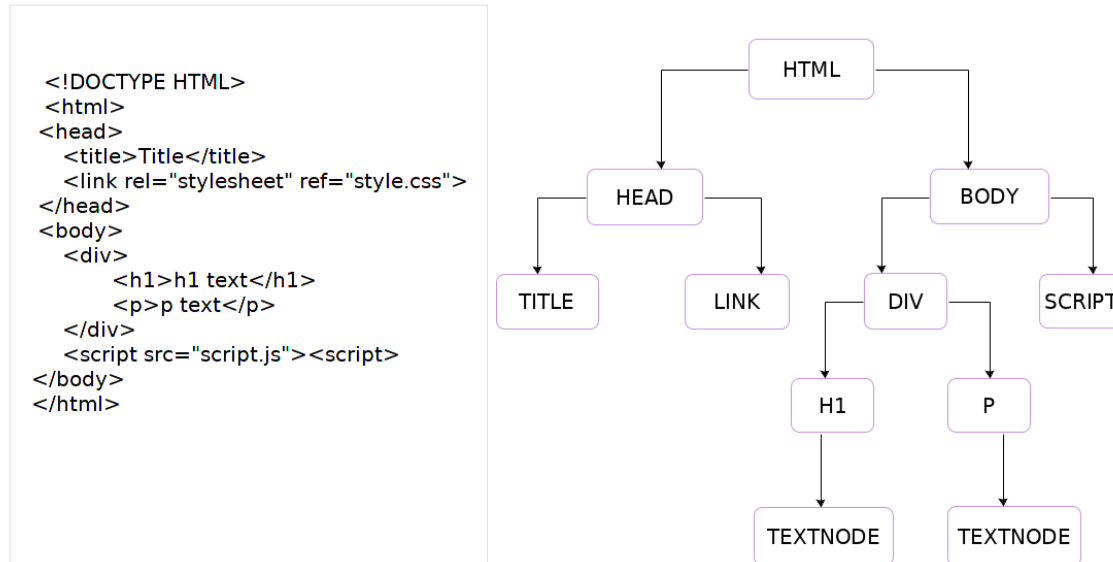 <!DOCTYPE HTML>
<html>
<head>
<title>Title</title>
<link rel="stylesheet" ref="style.css">
</head>
<body>
<div>
<h1>h1 text</h1>
<p>p text</p>
</div>
<script src="script.js"><script>
</body>
</html>
HTML
HEAD
BODY
TITLE
LINK
DIV
SCRIPT
H1
P
TEXTNODE
TEXTNODE